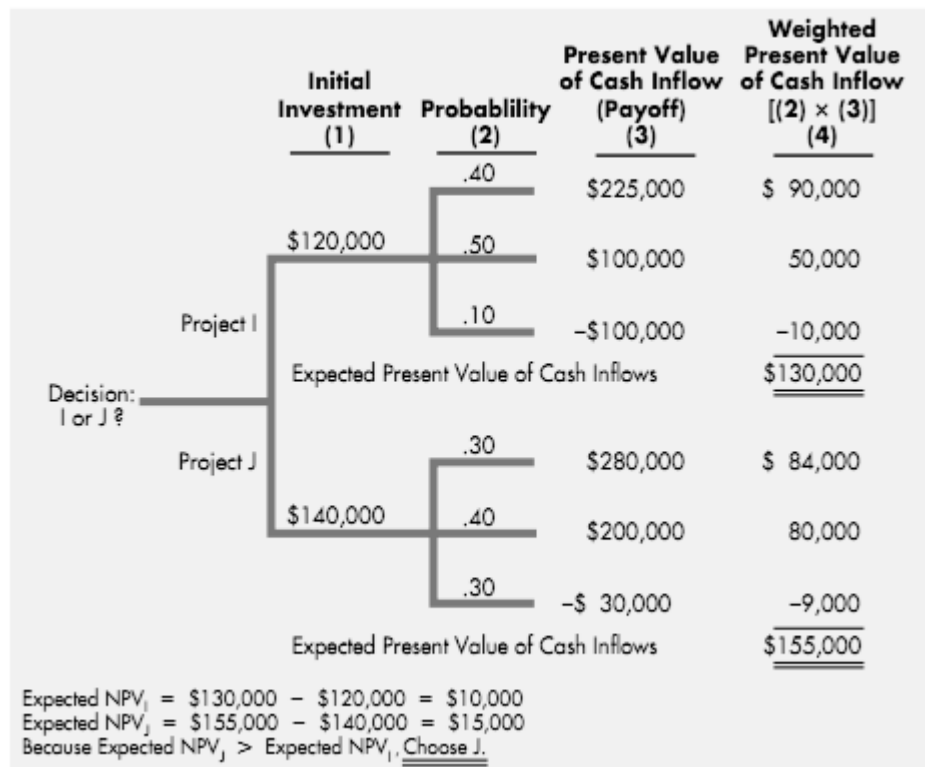 Weighted
Present Value Present Value
Initial of Cash Inflow of Cash Inflow
Investment Probablility (Payoff) [(2) × (3)]
(1) (2) (3) (4)
.40 $225,000 $ 90,000
$120,000 .50 $100,000 50,000
Project I .10 –$100,000 –10,000
Expected Present Value of Cash Inflows $130,000
Decision:
I or J ?
Project J .30 $280,000 $ 84,000
$140,000 .40 $200,000 80,000
.30 –$ 30,000 –9,000
Expected Present Value of Cash Inflows $155,000
Expected NPVI = $130,000 – $120,000 = $10,000
Expected NPVJ = $155,000 – $140,000 = $15,000
Because Expected NPVJ > Expected NPVI, Choose J.